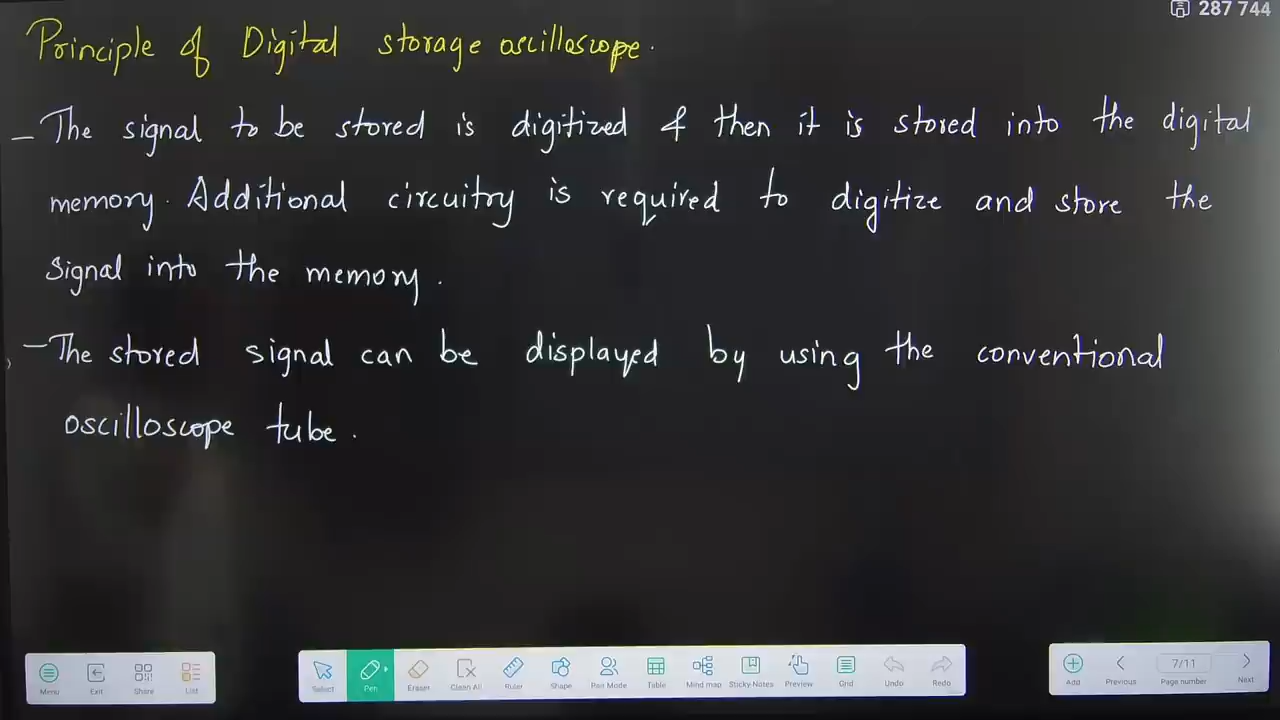 287 744
Principle of Digital storage oscilloscope.
- The signal to be stored is digitized & then it is stored into the digital
memory. Additional circuitry is required to digitize and store the
signal into the memory.
- The stored signal can be displayed by using the conventional
oscilloscope tube.
Menu Exit Share List Select Pen Eraser Clean All Ruler Shape Pair Mode Table Mind map Sticky Notes Preview Grid Undo Redo Add Previous 7/11 Page number Next